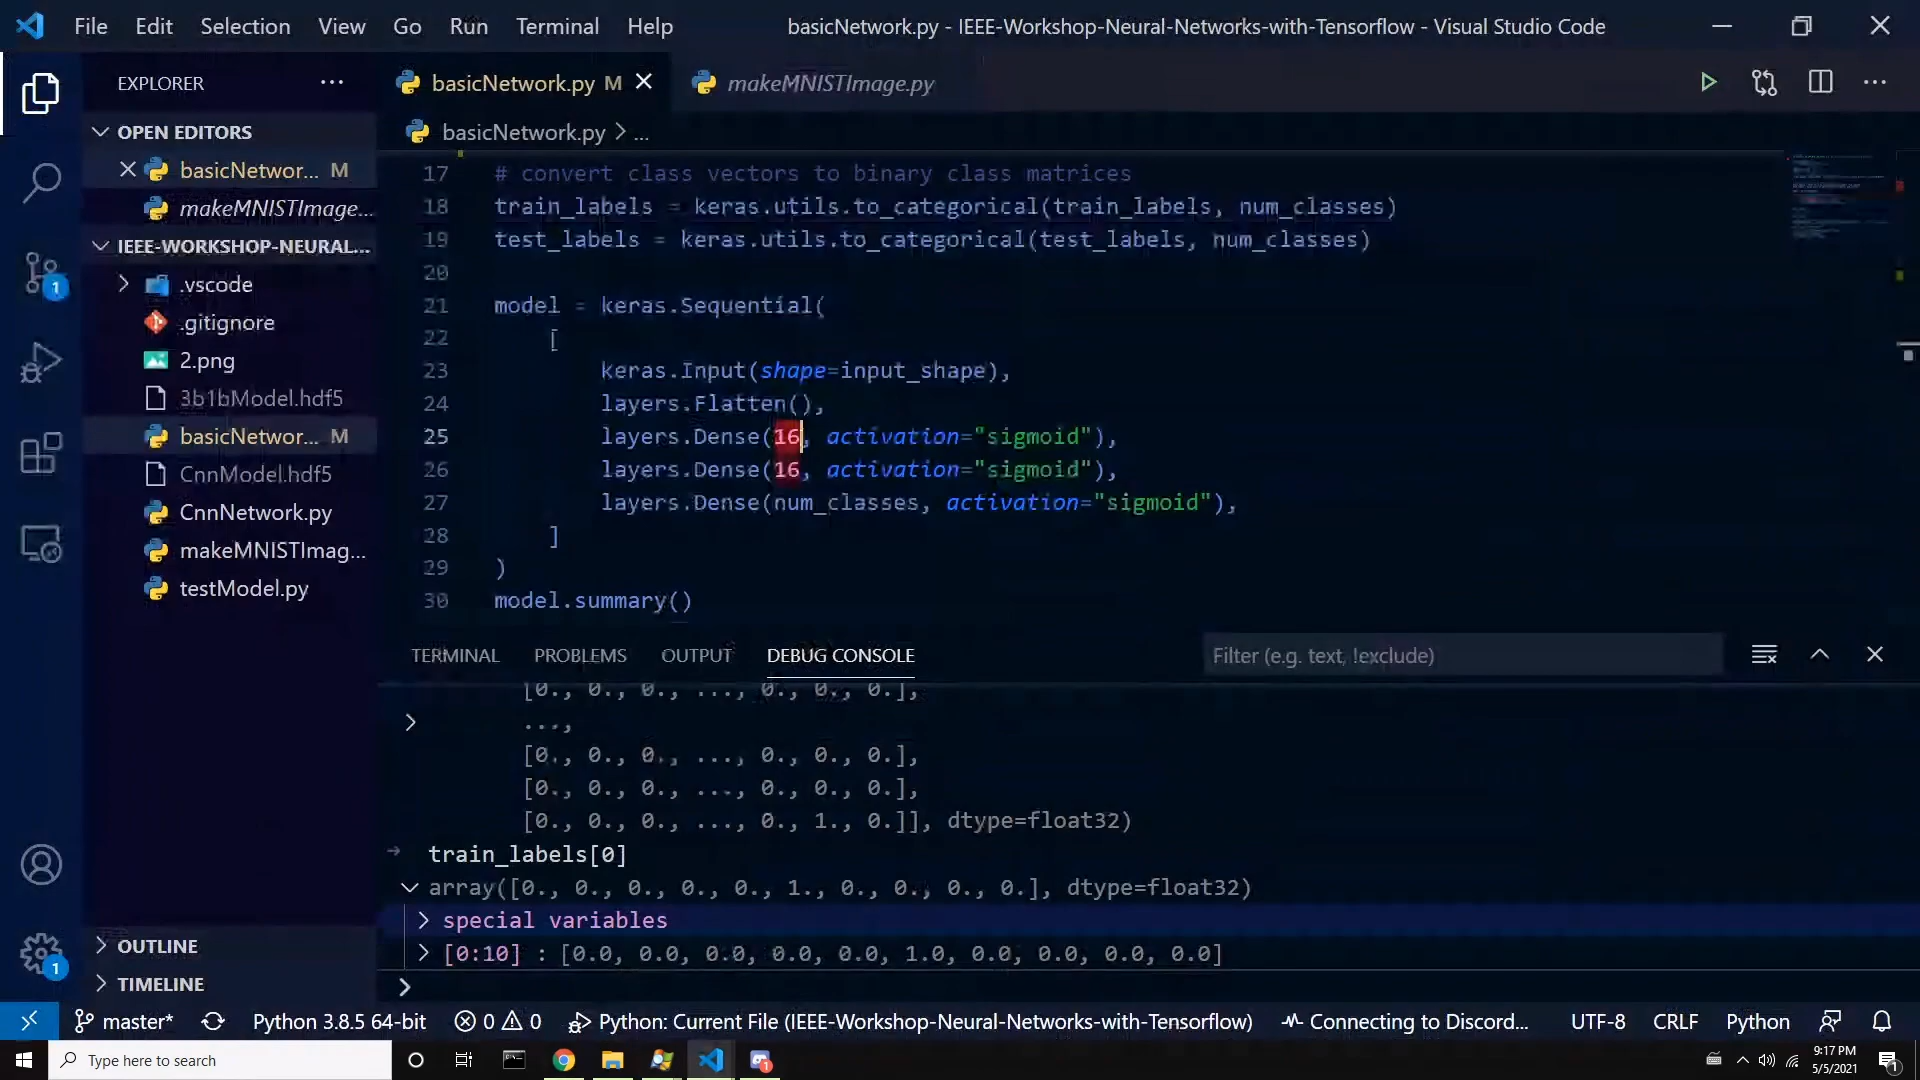 File Edit Selection View Go Run Terminal Help basicNetwork.py - IEEE-Workshop-Neural-Networks-with-Tensorflow - Visual Studio Code
EXPLORER
basicNetwork.py M
makeMNISTImage.py
OPEN EDITORS
basicNetwor... M
makeMNISTImage...
IEEE-WORKSHOP-NEURAL...
.vscode
.gitignore
2.png
3b1bModel.hdf5
basicNetwor... M
CnnModel.hdf5
CnnNetwork.py
makeMNISTImag...
testModel.py
OUTLINE
TIMELINE
1
1
basicNetwork.py > ...
17 # convert class vectors to binary class matrices
18 train_labels = keras.utils.to_categorical(train_labels, num_classes)
19 test_labels = keras.utils.to_categorical(test_labels, num_classes)
20
21 model = keras.Sequential(
22 [
23 keras.Input(shape=input_shape),
24 layers.Flatten(),
25 layers.Dense(16, activation="sigmoid"),
26 layers.Dense(16, activation="sigmoid"),
27 layers.Dense(num_classes, activation="sigmoid"),
28 ]
29 )
30 model.summary()
TERMINAL PROBLEMS OUTPUT DEBUG CONSOLE Filter (e.g. text, !exclude)
[0., 0., 0., ..., 0., 0., 0.],
...,
[0., 0., 0., ..., 0., 0., 0.],
[0., 0., 0., ..., 0., 0., 0.],
[0., 0., 0., ..., 0., 1., 0.]], dtype=float32)
train_labels[0]
array([0., 0., 0., 0., 0., 1., 0., 0., 0., 0.], dtype=float32)
special variables
[0:10] : [0.0, 0.0, 0.0, 0.0, 0.0, 1.0, 0.0, 0.0, 0.0, 0.0]
master* Python 3.8.5 64-bit 0 0 Python: Current File (IEEE-Workshop-Neural-Networks-with-Tensorflow) Connecting to Discord... UTF-8 CRLF Python
Type here to search
9:17 PM
5/5/2021
1